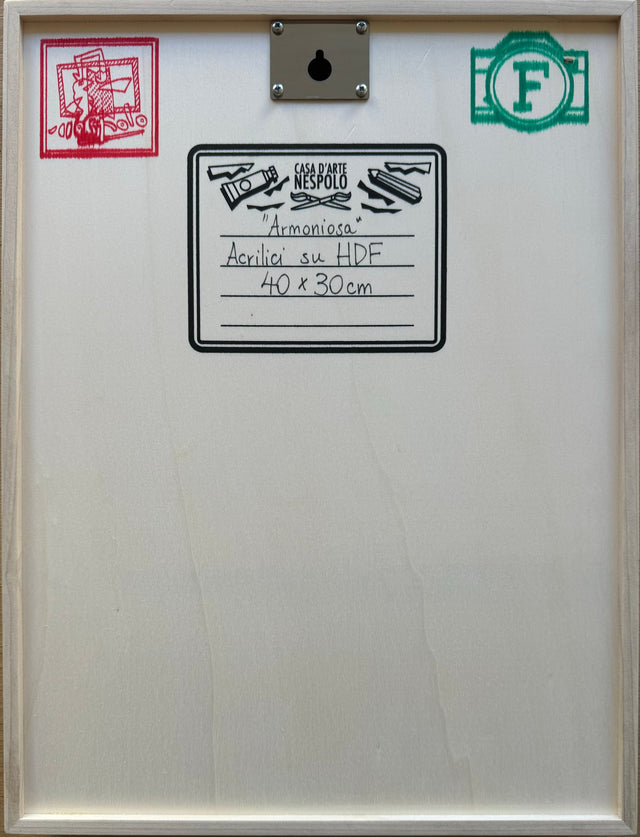 F
CASA D'ARTE
NESPOLO
"Armoniosa"
Acrilici su HDF
40 x 30cm